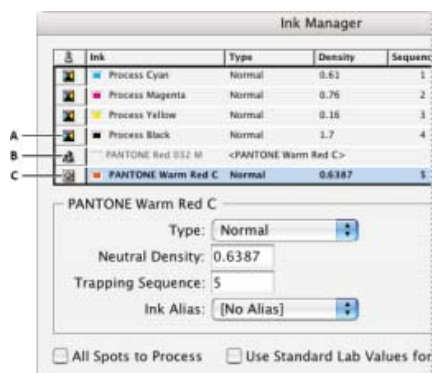 Ink Manager
Ink Type Density Sequenc
Process Cyan Normal 0.61 1
Process Magenta Normal 0.76 2
Process Yellow Normal 0.16 3
A Process Black Normal 1.7 4
B PANTONE Red 032 M <PANTONE Warm Red C>
C PANTONE Warm Red C Normal 0.6387 5
PANTONE Warm Red C
Type: Normal
Neutral Density: 0.6387
Trapping Sequence: 5
Ink Alias: [No Alias]
All Spots to Process Use Standard Lab Values for